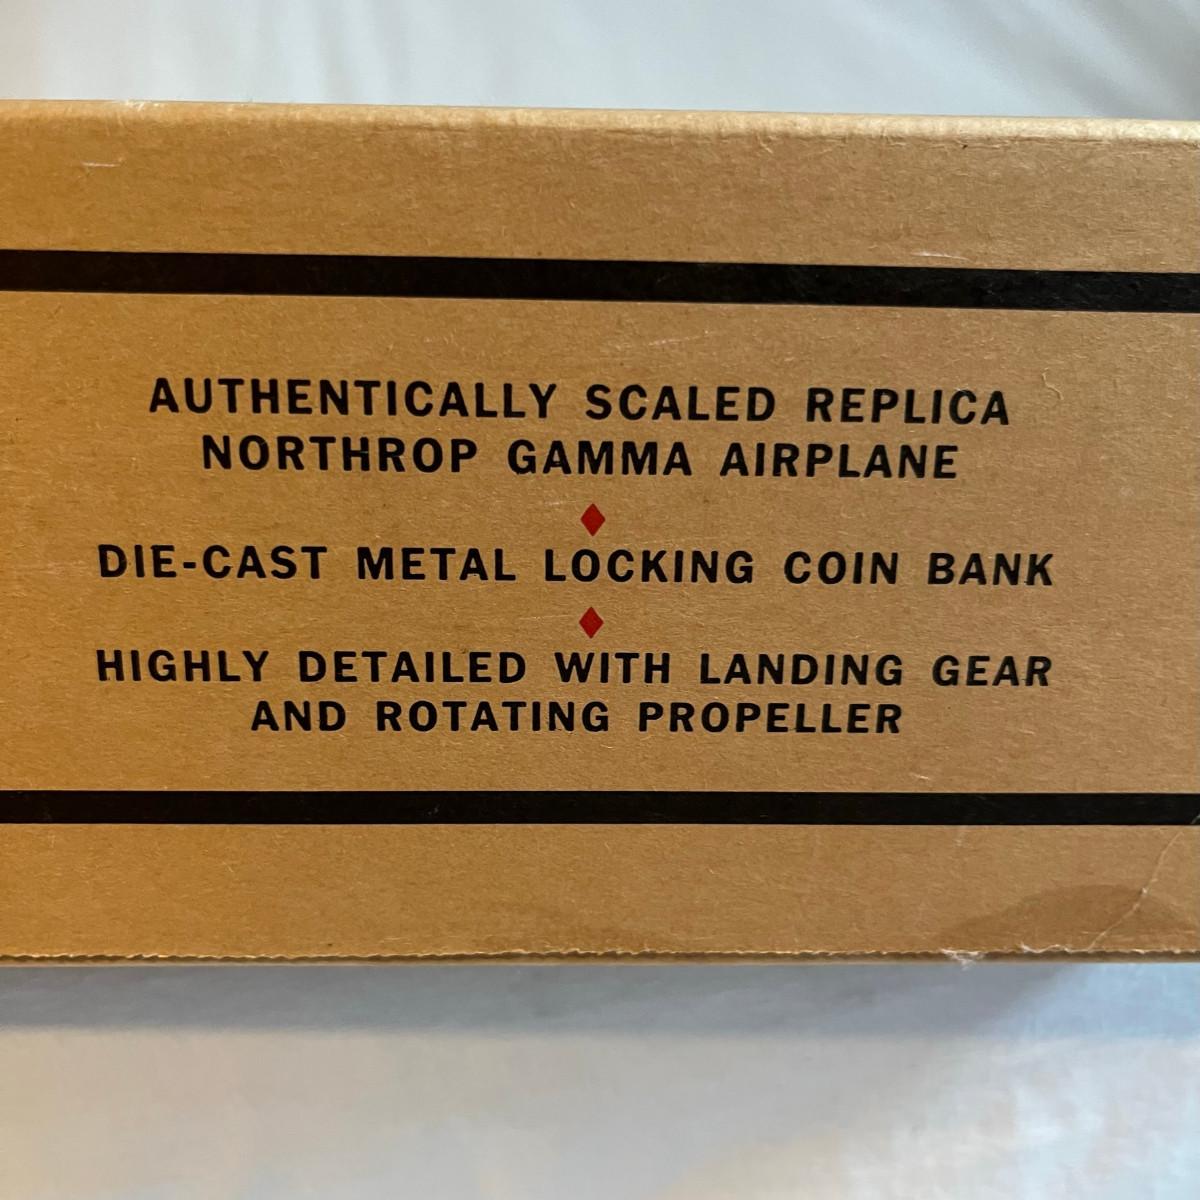 AUTHENTICALLY SCALED REPLICA
NORTHROP GAMMA AIRPLANE
DIE-CAST METAL LOCKING COIN BANK
HIGHLY DETAILED WITH LANDING GEAR
AND ROTATING PROPELLER